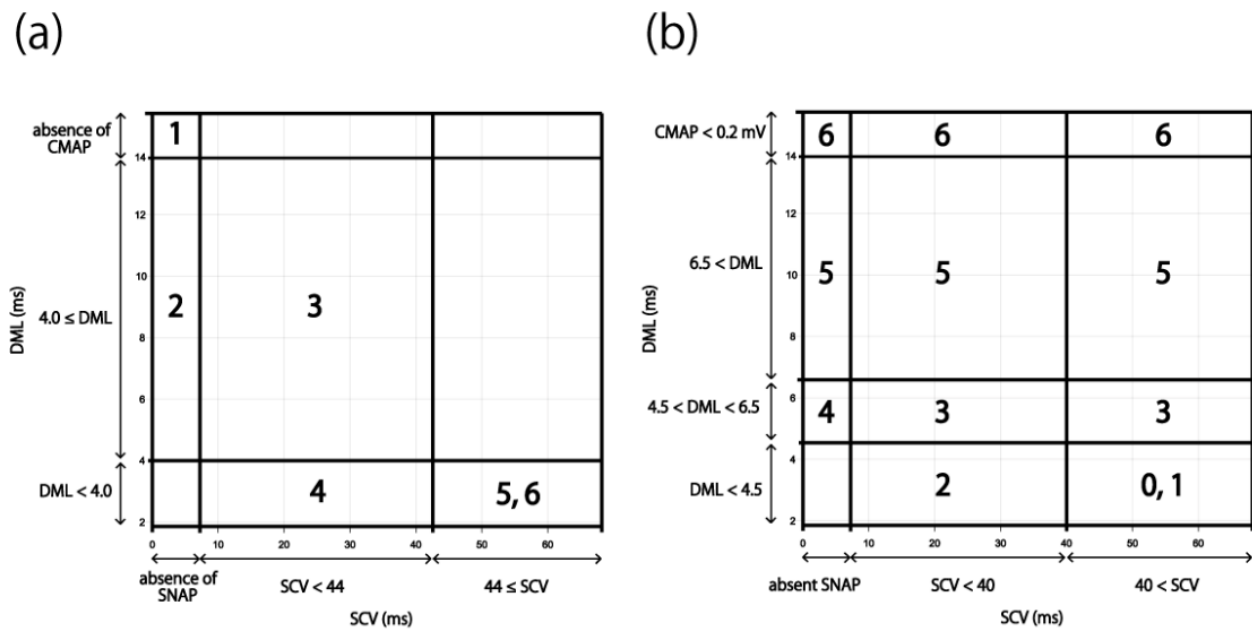 (a)
absence of
CMAP
1
14
12
10
2
3
4.0 ≤ DML
DML (ms)
8
6
4
DML < 4.0
4
5, 6
2
0
10
20
30
40
50
60
absence of
SNAP
SCV < 44
44 ≤ SCV
SCV (ms)
(b)
CMAP < 0.2 mV
6
6
6
14
12
6.5 < DML
5
5
5
10
DML (ms)
8
6
4.5 < DML < 6.5
4
3
3
4
DML < 4.5
2
0, 1
2
0
10
20
30
40
50
60
absent SNAP
SCV < 40
40 < SCV
SCV (ms)